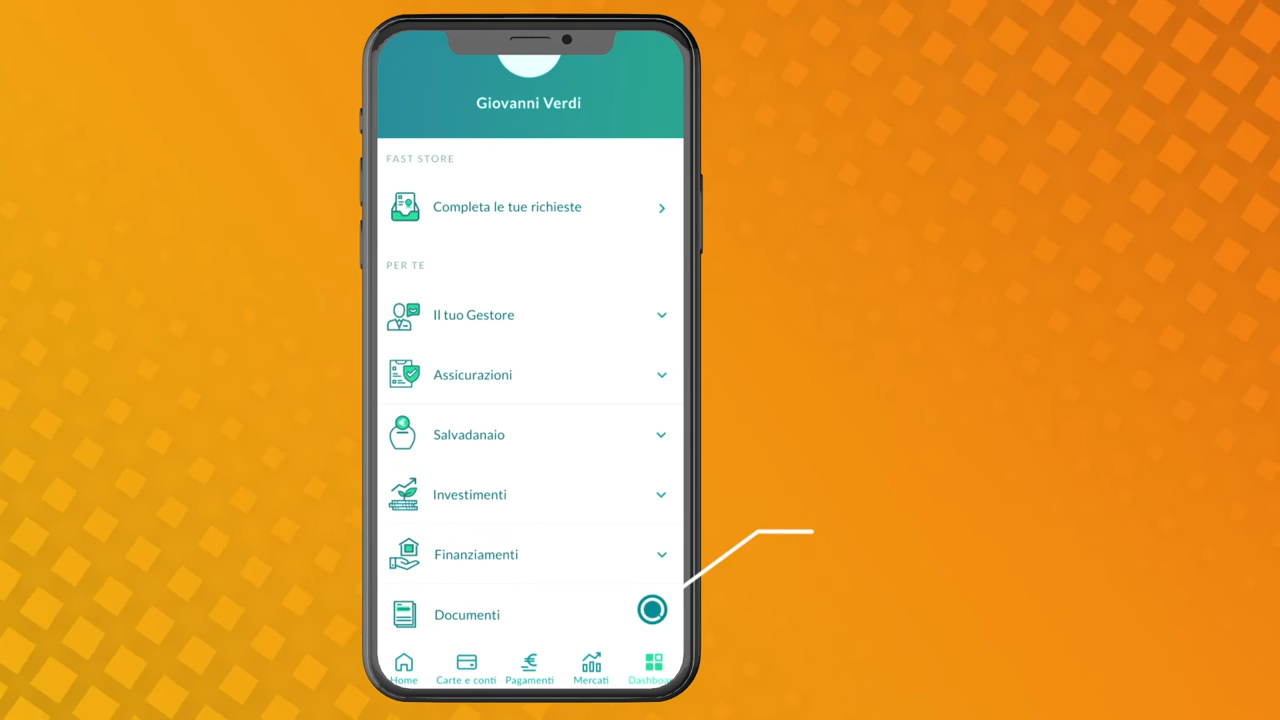 Giovanni Verdi
FAST STORE
Completa le tue richieste
PER TE
Il tuo Gestore
Assicurazioni
Salvadanaio
Investimenti
Finanziamenti
Documenti
Home Carte e conti Pagamenti Mercati Dashboa